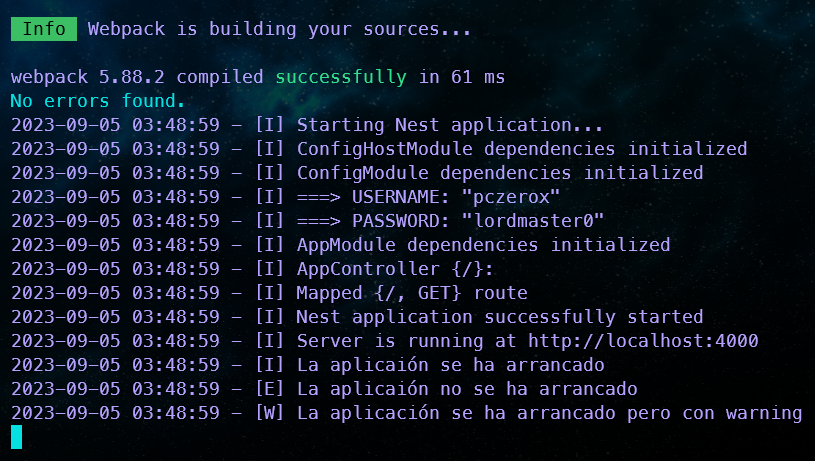 Info Webpack is building your sources...
webpack 5.88.2 compiled successfully in 61 ms
No errors found.
2023-09-05 03:48:59 - [I] Starting Nest application...
2023-09-05 03:48:59 - [I] ConfigHostModule dependencies initialized
2023-09-05 03:48:59 - [I] ConfigModule dependencies initialized
2023-09-05 03:48:59 - [I] ===> USERNAME: "pczerox"
2023-09-05 03:48:59 - [I] ===> PASSWORD: "lordmaster0"
2023-09-05 03:48:59 - [I] AppModule dependencies initialized
2023-09-05 03:48:59 - [I] AppController {/}:
2023-09-05 03:48:59 - [I] Mapped {/, GET} route
2023-09-05 03:48:59 - [I] Nest application successfully started
2023-09-05 03:48:59 - [I] Server is running at http://localhost:4000
2023-09-05 03:48:59 - [I] La aplicaión se ha arrancado
2023-09-05 03:48:59 - [E] La aplicaión no se ha arrancado
2023-09-05 03:48:59 - [W] La aplicación se ha arrancado pero con warning